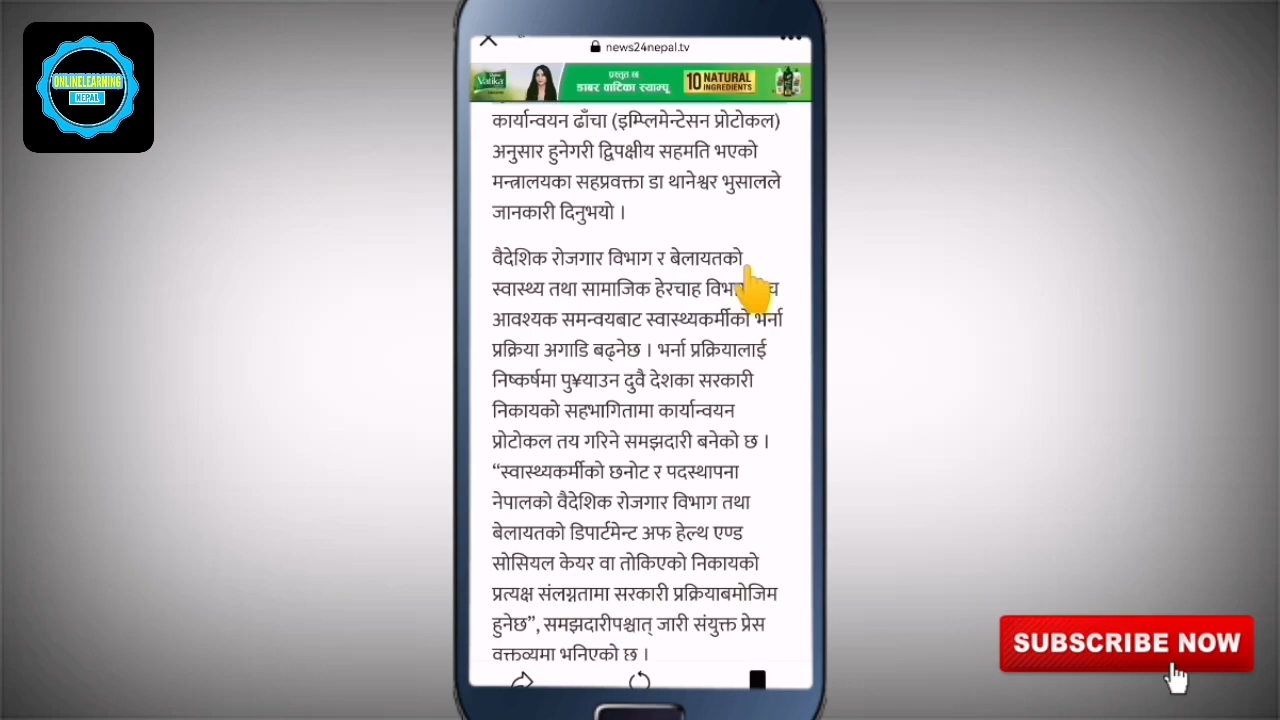 ONLINELEARNING
NEPAL
news24nepal.tv
Vatika
प्रस्तुत छ
डाबर वाटिका स्याम्पू
10 NATURAL
INGREDIENTS
कार्यान्वयन ढाँचा (इम्प्लिमेन्टेसन प्रोटोकल)
अनुसार हुनेगरी द्विपक्षीय सहमति भएको
मन्त्रालयका सहप्रवक्ता डा थानेश्वर भुसालले
जानकारी दिनुभयो ।
वैदेशिक रोजगार विभाग र बेलायतको
स्वास्थ्य तथा सामाजिक हेरचाह
आवश्यक समन्वयबाट स्वास्थ्यकर्मीको भर्ना
प्रक्रिया अगाडि बढ्नेछ । भर्ना प्रक्रियालाई
निष्कर्षमा पु¥याउन दुवै देशका सरकारी
निकायको सहभागितामा कार्यान्वयन
प्रोटोकल तय गरिने समझदारी बनेको छ ।
“स्वास्थ्यकर्मीको छनोट र पदस्थापना
नेपालको वैदेशिक रोजगार विभाग तथा
बेलायतको डिपार्टमेन्ट अफ हेल्थ एण्ड
सोसियल केयर वा तोकिएको निकायको
प्रत्यक्ष संलग्नतामा सरकारी प्रक्रियाबमोजिम
हुनेछ”, समझदारीपश्चात् जारी संयुक्त प्रेस
वक्तव्यमा भनिएको छ ।
SUBSCRIBE NOW